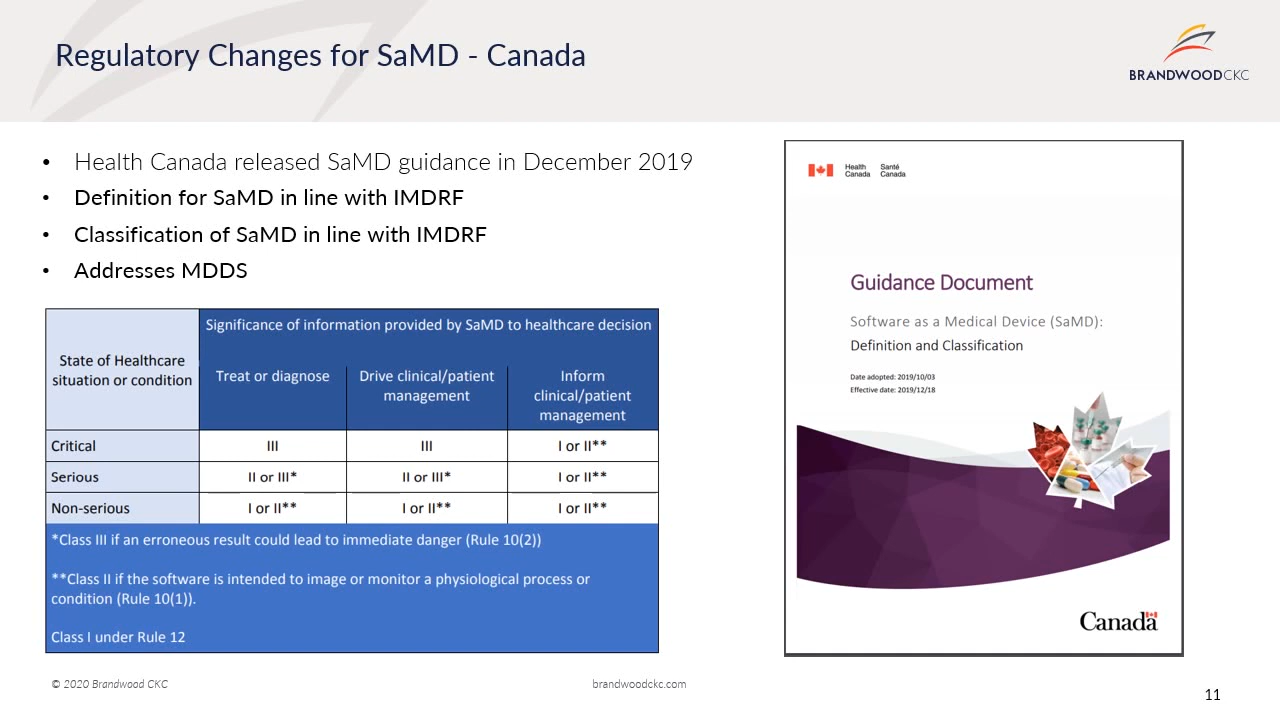 Regulatory Changes for SaMD - Canada
BRANDWOODCKC
• Health Canada released SaMD guidance in December 2019
• Definition for SaMD in line with IMDRF
• Classification of SaMD in line with IMDRF
• Addresses MDDS
State of Healthcare
situation or condition
Significance of information provided by SaMD to healthcare decision
Treat or diagnose
Drive clinical/patient
management
Inform
clinical/patient
management
Critical III III I or II**
Serious II or III* II or III* I or II**
Non-serious I or II** I or II** I or II**
*Class III if an erroneous result could lead to immediate danger (Rule 10(2))
**Class II if the software is intended to image or monitor a physiological process or
condition (Rule 10(1)).
Class I under Rule 12
Health
Canada
Santé
Canada
Guidance Document
Software as a Medical Device (SaMD):
Definition and Classification
Date adopted: 2019/10/03
Effective date: 2019/12/18
Canada
© 2020 Brandwood CKC
brandwoodckc.com
11